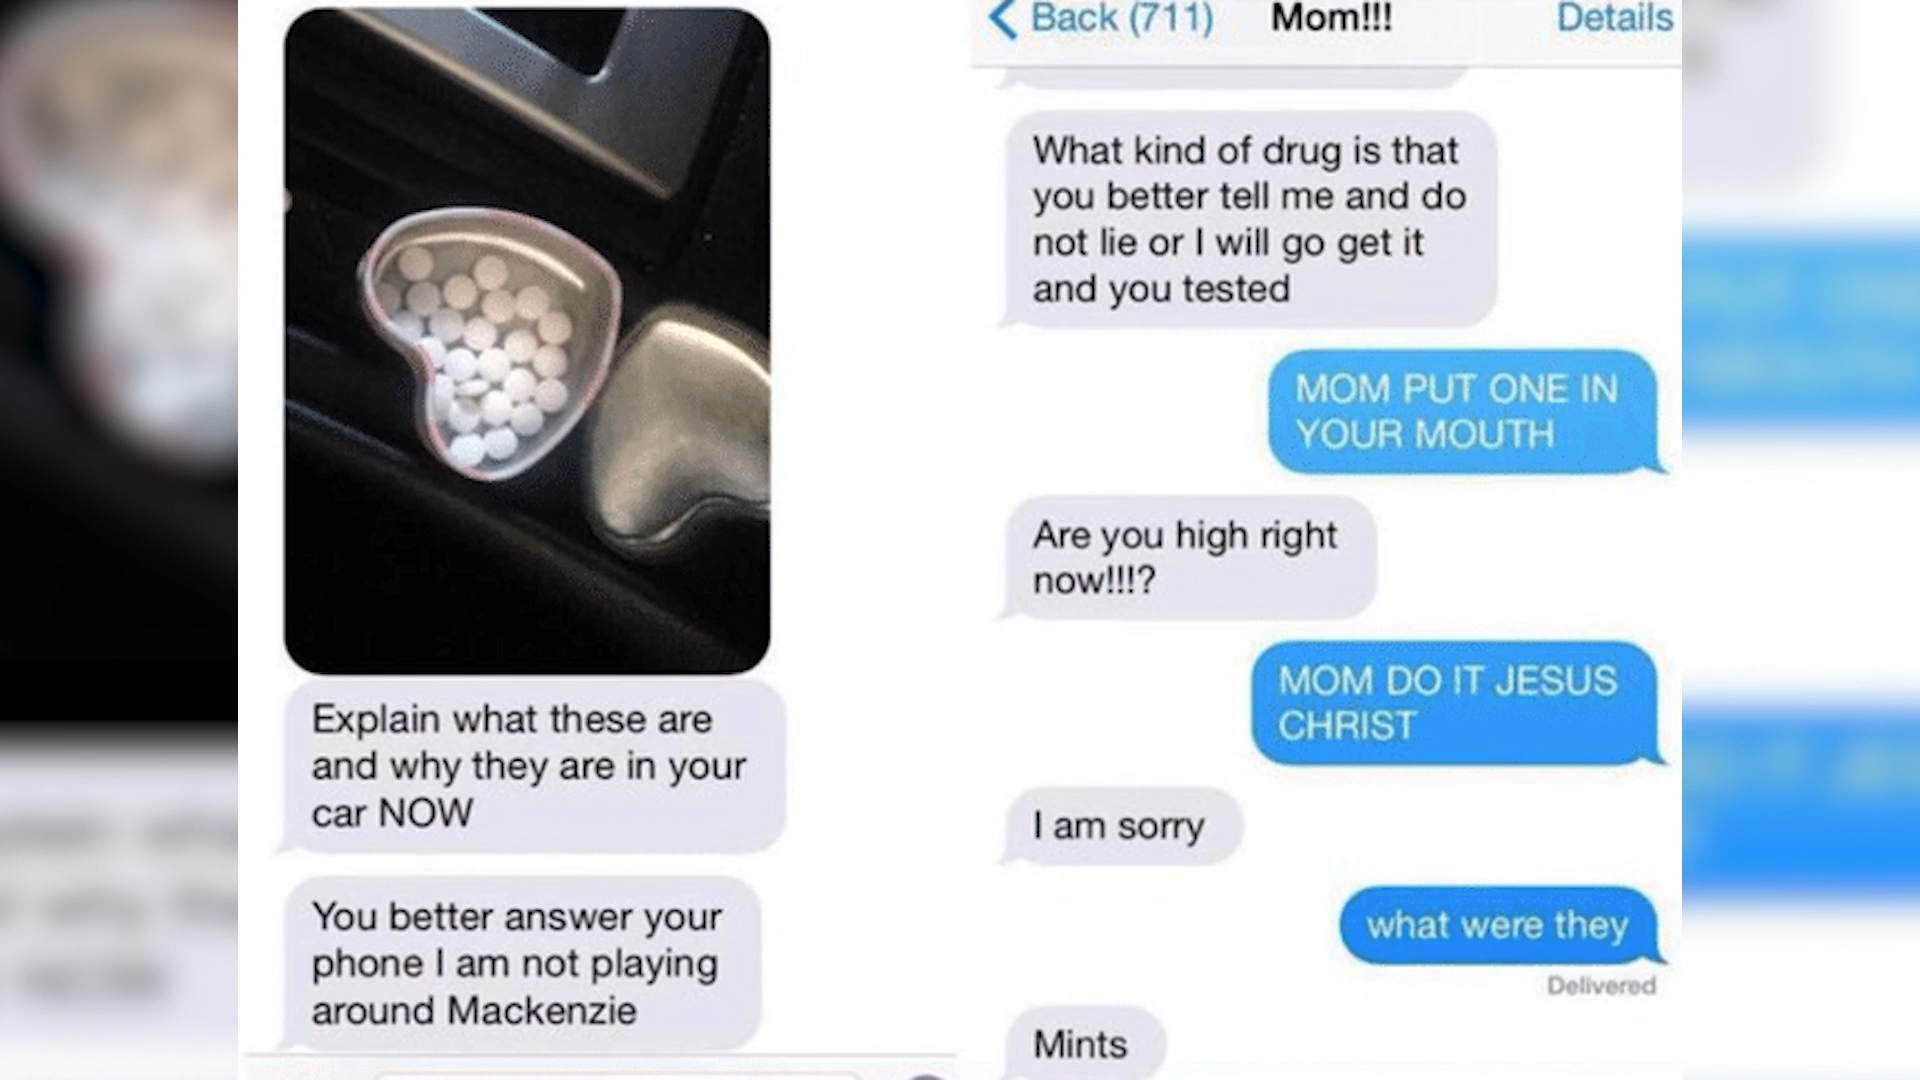 Explain what these are
and why they are in your
car NOW
You better answer your
phone I am not playing
around Mackenzie
Back (711)
Mom!!!
Details
What kind of drug is that
you better tell me and do
not lie or I will go get it
and you tested
MOM PUT ONE IN
YOUR MOUTH
Are you high right
now!!!?
MOM DO IT JESUS
CHRIST
I am sorry
what were they
Delivered
Mints